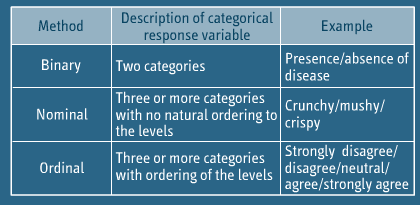 Method
Description of categorical
response variable
Example
Binary
Two categories
Presence/absence of
disease
Nominal
Three or more categories
with no natural ordering to
the levels
Crunchy/mushy/
crispy
Ordinal
Three or more categories
with ordering of the levels
Strongly disagree/
disagree/neutral/
agree/strongly agree